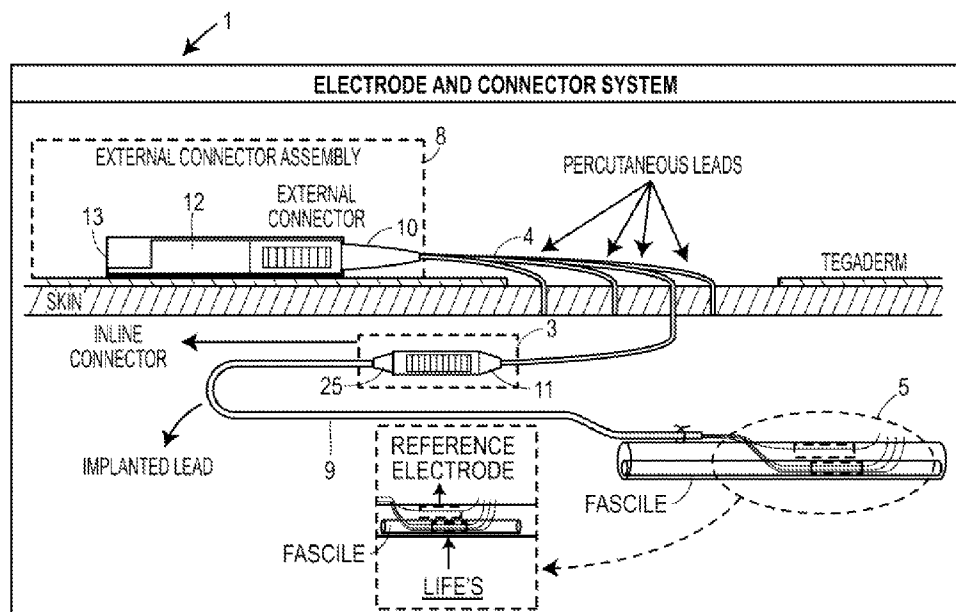 1
ELECTRODE AND CONNECTOR SYSTEM
8
EXTERNAL CONNECTOR ASSEMBLY
PERCUTANEOUS LEADS
EXTERNAL
CONNECTOR
13
12
10
4
TEGADERM
SKIN
INLINE
CONNECTOR
3
25
11
5
IMPLANTED LEAD
9
REFERENCE
ELECTRODE
FASCILE
FASCILE
LIFE'S